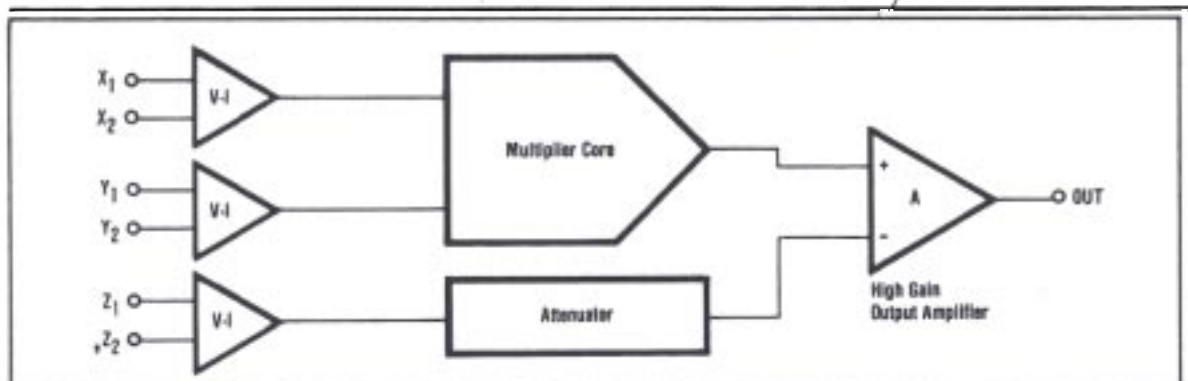 X1
V-I
X2
Multiplier Core
Y1
V-I
Y2
+
A
OUT
-
Z1
V-I
Attenuator
High Gain
Output Amplifier
+Z2